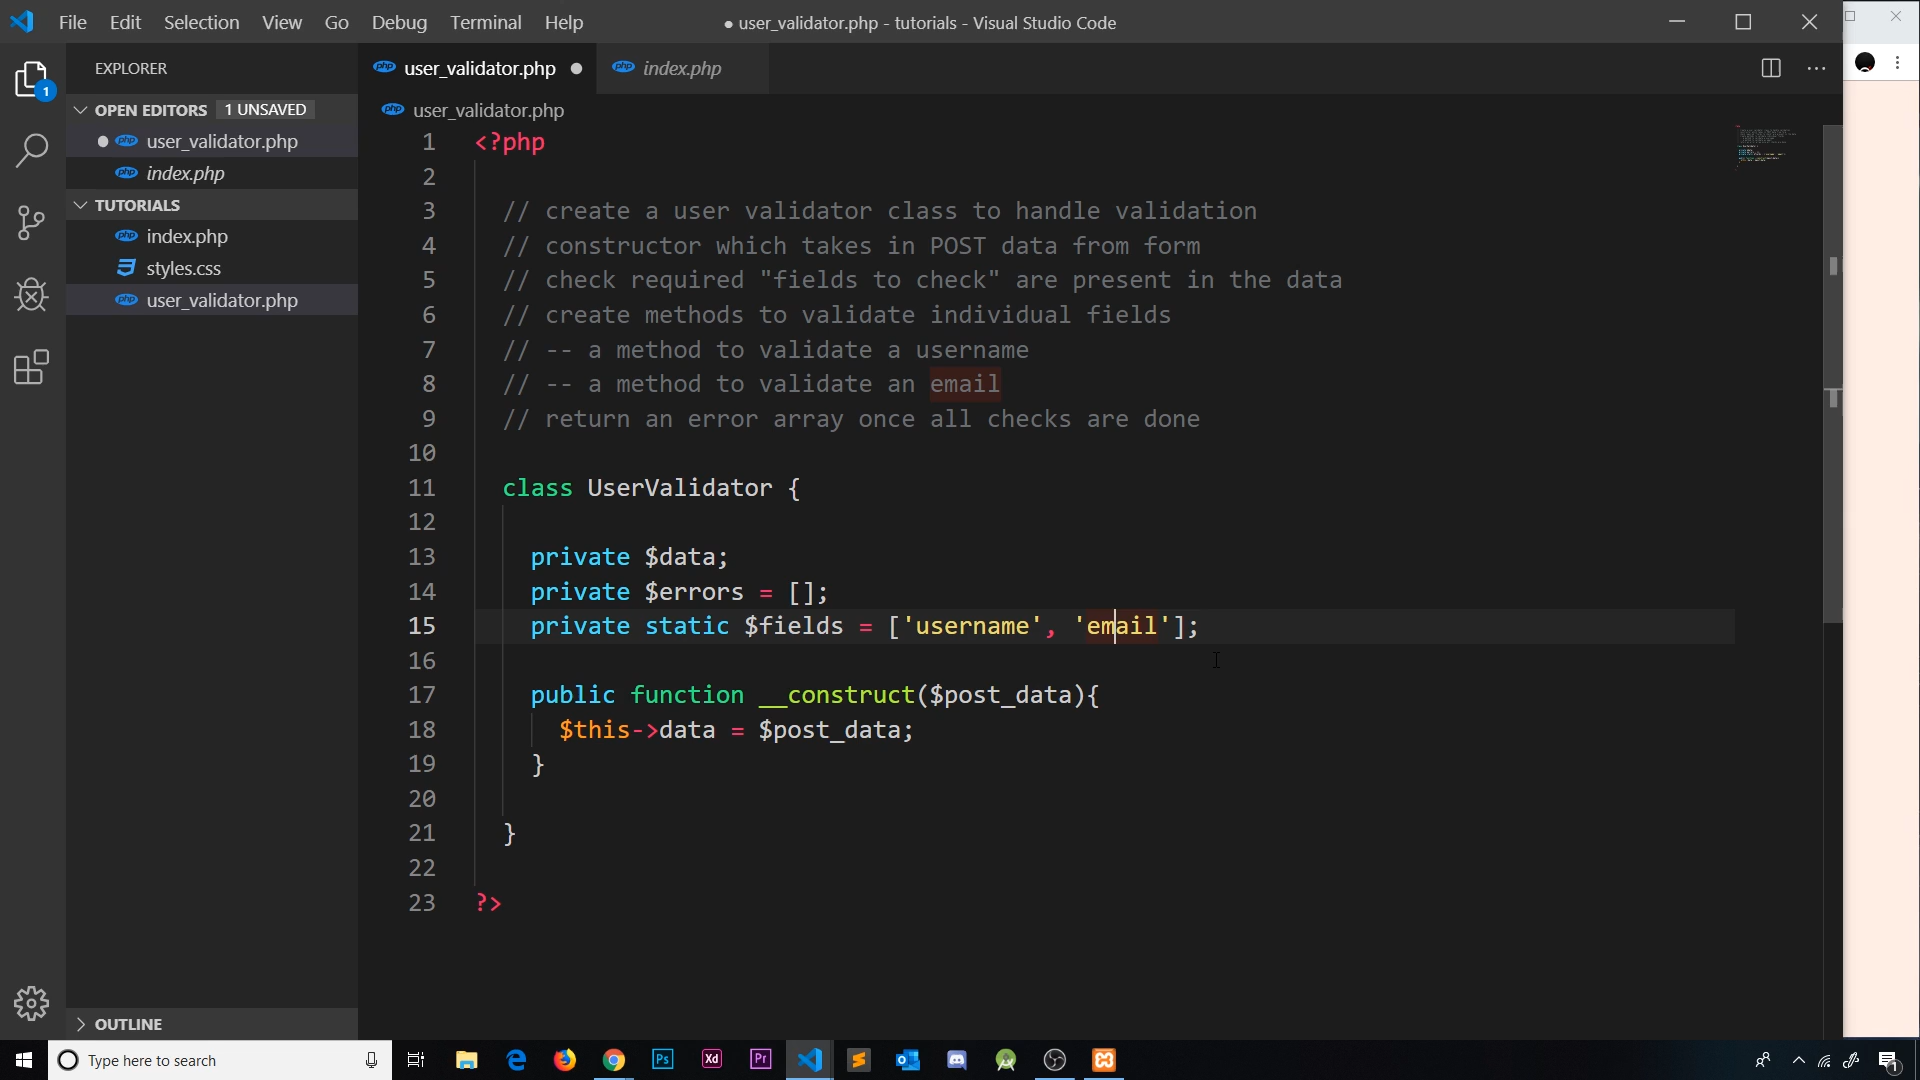 File Edit Selection View Go Debug Terminal Help
● user_validator.php - tutorials - Visual Studio Code
EXPLORER
OPEN EDITORS 1 UNSAVED
user_validator.php
index.php
TUTORIALS
index.php
styles.css
user_validator.php
OUTLINE
1
user_validator.php
index.php
user_validator.php
1 <?php
2
3 // create a user validator class to handle validation
4 // constructor which takes in POST data from form
5 // check required "fields to check" are present in the data
6 // create methods to validate individual fields
7 // -- a method to validate a username
8 // -- a method to validate an email
9 // return an error array once all checks are done
10
11 class UserValidator {
12
13 private $data;
14 private $errors = [];
15 private static $fields = ['username', 'email'];
16
17 public function __construct($post_data){
18 $this->data = $post_data;
19 }
20
21 }
22
23 ?>
Type here to search
Ps
Xd
Pr
1